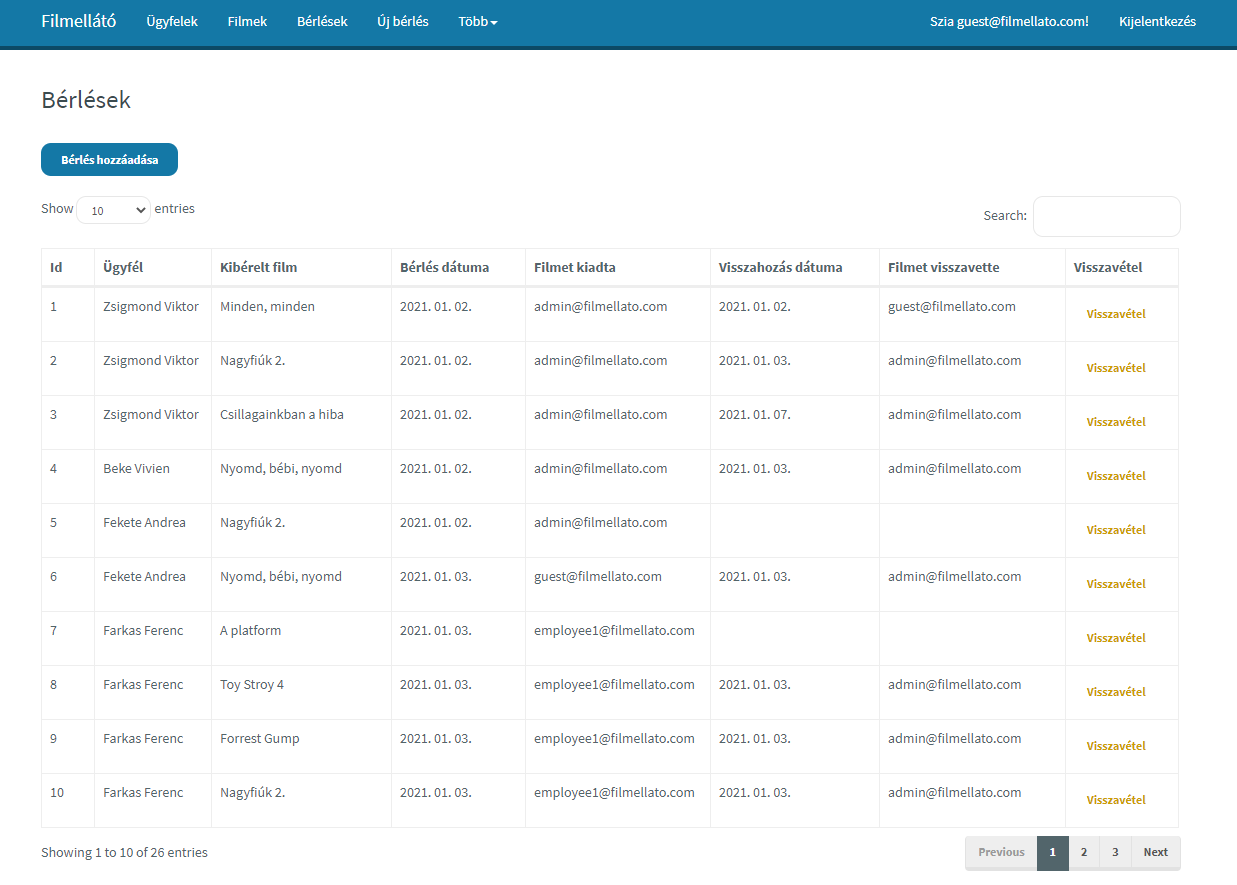 Filmellátó Ügyfelek Filmek Bérlések Új bérlés Több Szia guest@filmellato.com! Kijelentkezés
Bérlések
Bérlés hozzáadása
Show 10 entries Search:
Id Ügyfél Kibérelt film Bérlés dátuma Filmet kiadta Visszahozás dátuma Filmet visszavette Visszavétel
1 Zsigmond Viktor Minden, minden 2021. 01. 02. admin@filmellato.com 2021. 01. 02. guest@filmellato.com Visszavétel
2 Zsigmond Viktor Nagyfiúk 2. 2021. 01. 02. admin@filmellato.com 2021. 01. 03. admin@filmellato.com Visszavétel
3 Zsigmond Viktor Csillagainkban a hiba 2021. 01. 02. admin@filmellato.com 2021. 01. 07. admin@filmellato.com Visszavétel
4 Beke Vivien Nyomd, bébi, nyomd 2021. 01. 02. admin@filmellato.com 2021. 01. 03. admin@filmellato.com Visszavétel
5 Fekete Andrea Nagyfiúk 2. 2021. 01. 02. admin@filmellato.com Visszavétel
6 Fekete Andrea Nyomd, bébi, nyomd 2021. 01. 03. guest@filmellato.com 2021. 01. 03. admin@filmellato.com Visszavétel
7 Farkas Ferenc A platform 2021. 01. 03. employee1@filmellato.com Visszavétel
8 Farkas Ferenc Toy Stroy 4 2021. 01. 03. employee1@filmellato.com 2021. 01. 03. admin@filmellato.com Visszavétel
9 Farkas Ferenc Forrest Gump 2021. 01. 03. employee1@filmellato.com 2021. 01. 03. admin@filmellato.com Visszavétel
10 Farkas Ferenc Nagyfiúk 2. 2021. 01. 03. employee1@filmellato.com 2021. 01. 03. admin@filmellato.com Visszavétel
Showing 1 to 10 of 26 entries Previous 1 2 3 Next